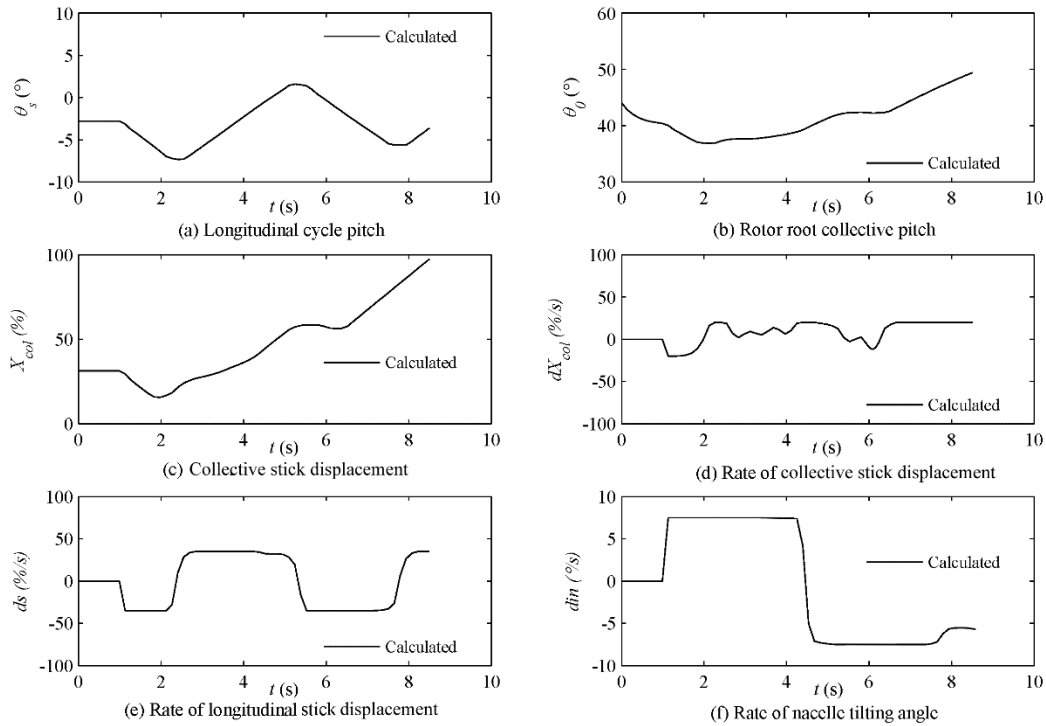 10
5
0
-5
-10
θs (°)
Calculated
0 2 4 6 8 10
t (s)
(a) Longitudinal cycle pitch
60
50
40
30
θ0 (°)
Calculated
0 2 4 6 8 10
t (s)
(b) Rotor root collective pitch
100
50
0
Xcol (%)
Calculated
0 2 4 6 8 10
t (s)
(c) Collective stick displacement
100
50
0
-50
-100
dXcol (%/s)
Calculated
0 2 4 6 8 10
t (s)
(d) Rate of collective stick displacement
100
50
0
-50
-100
ds (%/s)
Calculated
0 2 4 6 8 10
t (s)
(e) Rate of longitudinal stick displacement
10
5
0
-5
-10
din (°/s)
Calculated
0 2 4 6 8 10
t (s)
(f) Rate of nacelle tilting angle